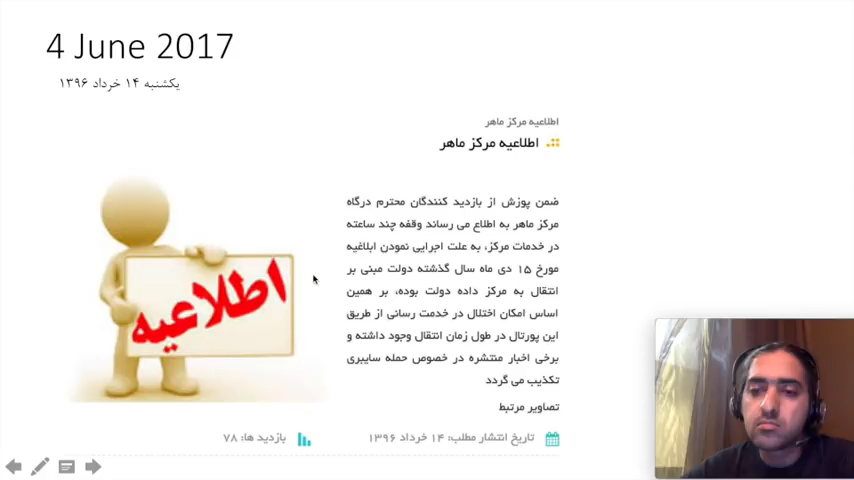 4 June 2017
یکشنبه ۱۴ خرداد ۱۳۹۶
اطلاعیه مرکز ماهر
اطلاعیه مرکز ماهر
ضمن پوزش از بازدید کنندگان محترم درگاه
مرکز ماهر به اطلاع می رساند وقفه چند ساعته
در خدمات مرکز، به علت اجرایی نمودن ابلاغیه
مورخ ۱۵ دی ماه سال گذشته دولت مبنی بر
انتقال به مرکز داده دولت بوده، بر همین
اساس امکان اختلال در خدمت رسانی از طریق
این پورتال در طول زمان انتقال وجود داشته و
برخی اخبار منتشره در خصوص حمله سایبری
تکذیب می گردد
تصاویر مرتبط
تاریخ انتشار مطلب: ۱۴ خرداد ۱۳۹۶
بازدید ها: ۷۸
اطلاعیه